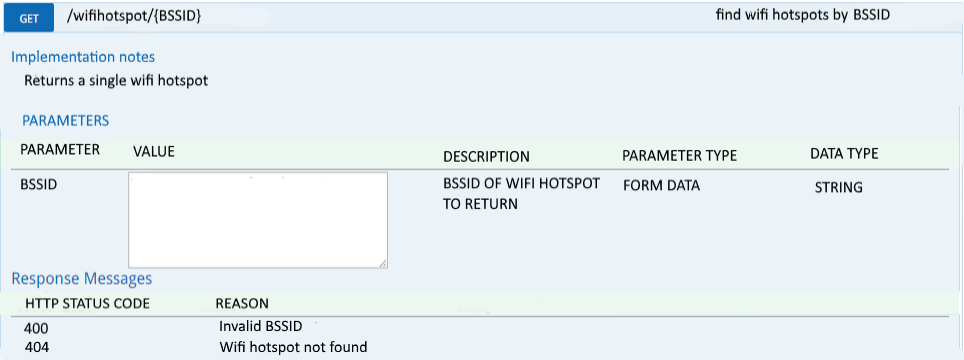 GET /wifihotspot/{BSSID} find wifi hotspots by BSSID
Implementation notes
Returns a single wifi hotspot
PARAMETERS
PARAMETER VALUE DESCRIPTION PARAMETER TYPE DATA TYPE
BSSID BSSID OF WIFI HOTSPOT FORM DATA STRING
TO RETURN
Response Messages
HTTP STATUS CODE REASON
400 Invalid BSSID
404 Wifi hotspot not found